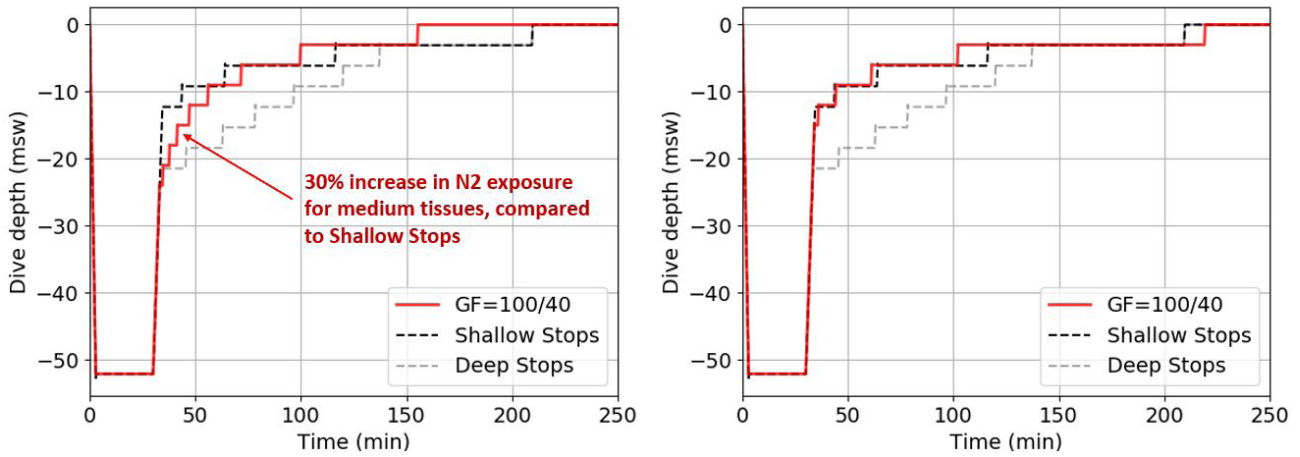 0
−10
−20
−30
−40
−50
Dive depth (msw)
30% increase in N2 exposure
for medium tissues, compared
to Shallow Stops
GF=100/40
Shallow Stops
Deep Stops
0 50 100 150 200 250
Time (min)
0
−10
−20
−30
−40
−50
Dive depth (msw)
GF=100/40
Shallow Stops
Deep Stops
0 50 100 150 200 250
Time (min)